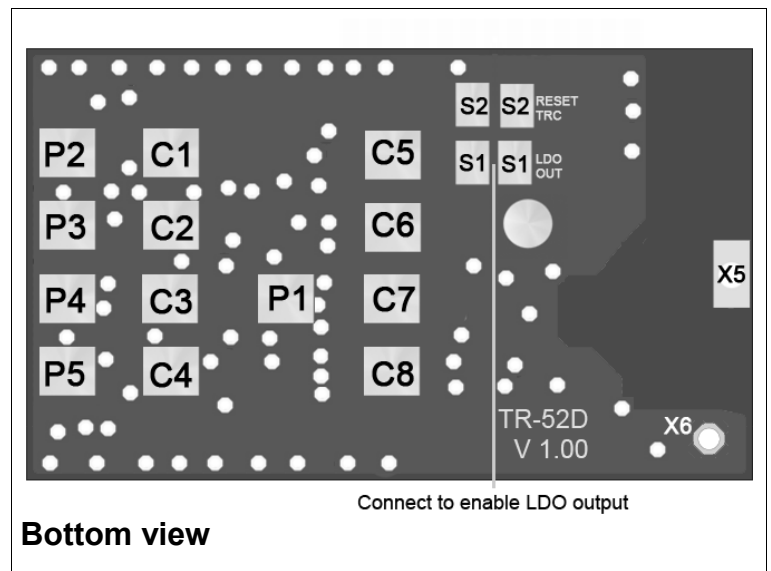 S2 S2 RESET
TRC
P2 C1 C5 S1 S1 LDO
OUT
P3 C2 C6
X5
P4 C3 P1 C7
P5 C4 C8
TR-52D
V 1.00
X6
Connect to enable LDO output
Bottom view